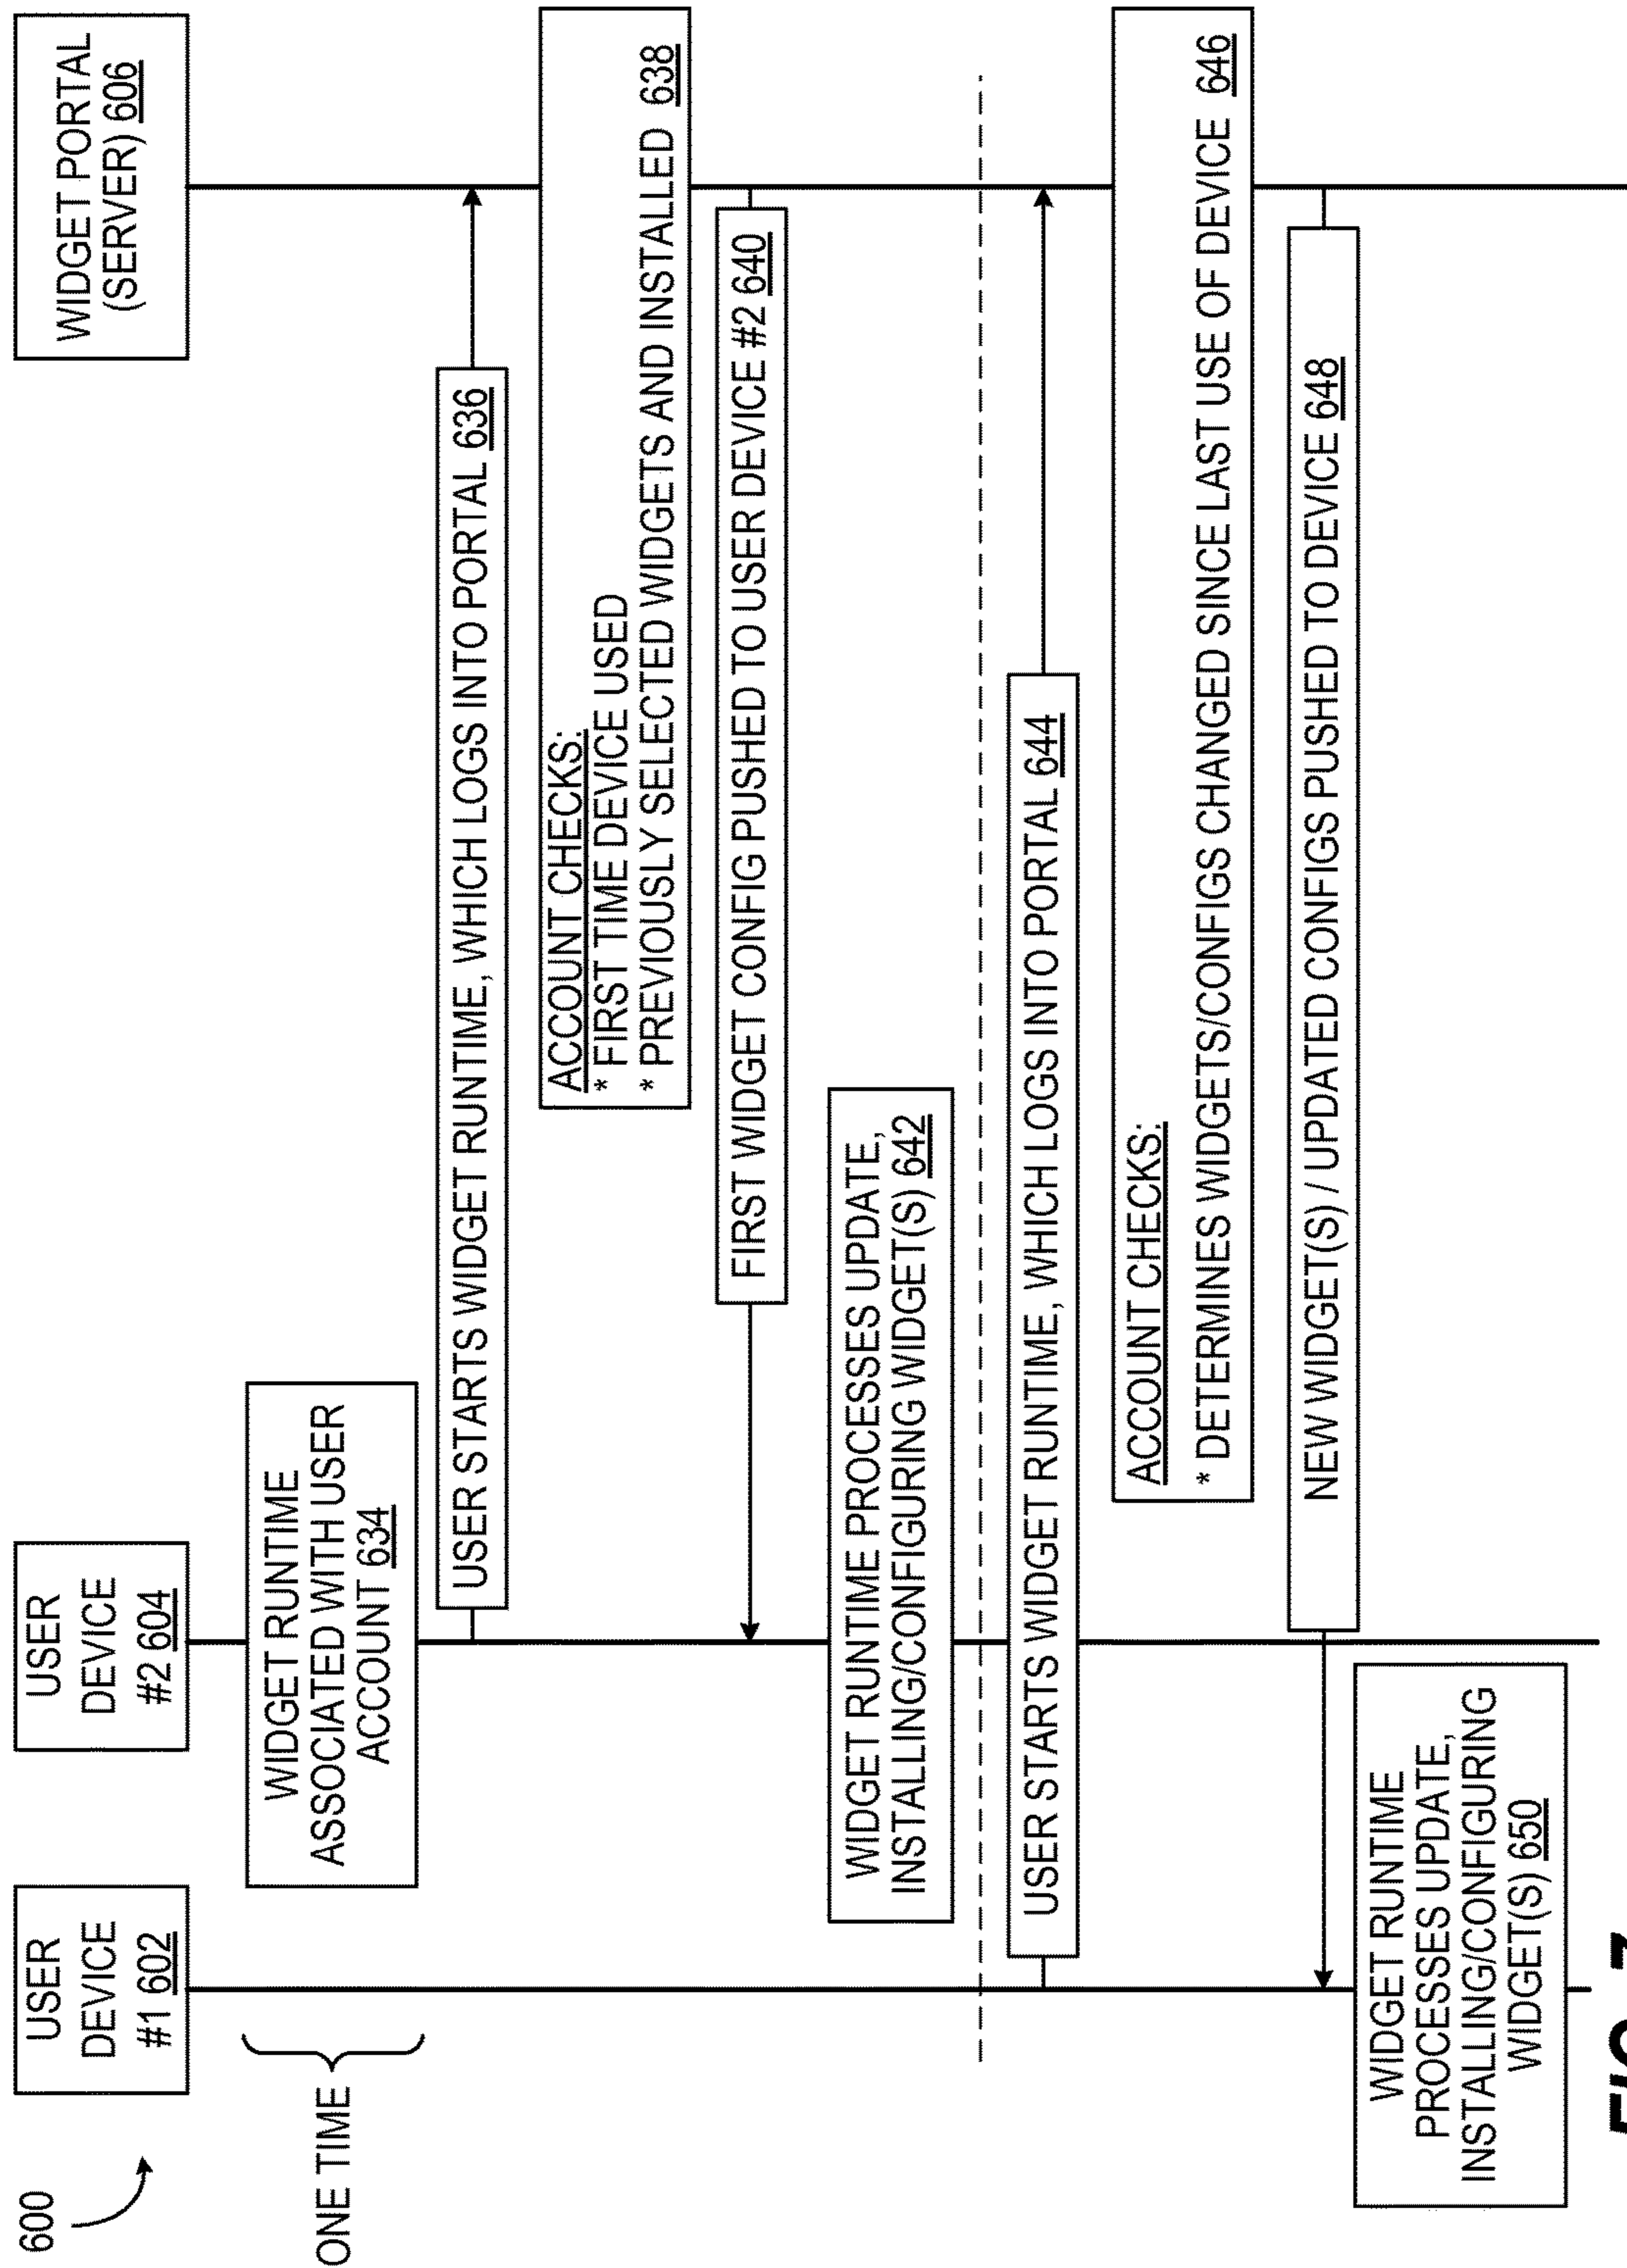 600
USER
DEVICE
#1 602
USER
DEVICE
#2 604
WIDGET PORTAL
(SERVER) 606
ONE TIME
WIDGET RUNTIME
ASSOCIATED WITH USER
ACCOUNT 634
USER STARTS WIDGET RUNTIME, WHICH LOGS INTO PORTAL 636
ACCOUNT CHECKS:
* FIRST TIME DEVICE USED
* PREVIOUSLY SELECTED WIDGETS AND INSTALLED 638
FIRST WIDGET CONFIG PUSHED TO USER DEVICE #2 640
WIDGET RUNTIME PROCESSES UPDATE,
INSTALLING/CONFIGURING WIDGET(S) 642
USER STARTS WIDGET RUNTIME, WHICH LOGS INTO PORTAL 644
ACCOUNT CHECKS:
* DETERMINES WIDGETS/CONFIGS CHANGED SINCE LAST USE OF DEVICE 646
NEW WIDGET(S) / UPDATED CONFIGS PUSHED TO DEVICE 648
WIDGET RUNTIME
PROCESSES UPDATE,
INSTALLING/CONFIGURING
WIDGET(S) 650